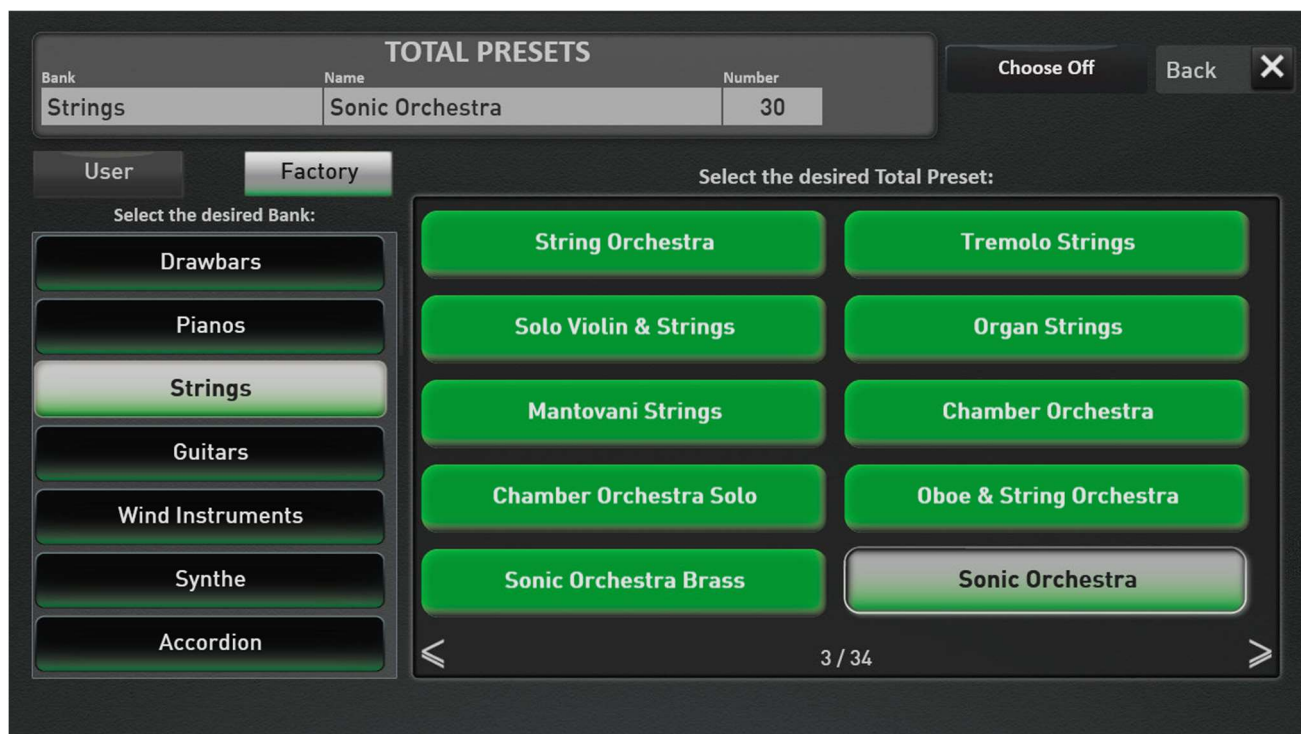 TOTAL PRESETS
Bank Name Number
Strings Sonic Orchestra 30
Choose Off
Back
User Factory
Select the desired Bank:
Drawbars
Pianos
Strings
Guitars
Wind Instruments
Synthe
Accordion
Select the desired Total Preset:
String Orchestra Tremolo Strings
Solo Violin & Strings Organ Strings
Mantovani Strings Chamber Orchestra
Chamber Orchestra Solo Oboe & String Orchestra
Sonic Orchestra Brass Sonic Orchestra
3 / 34